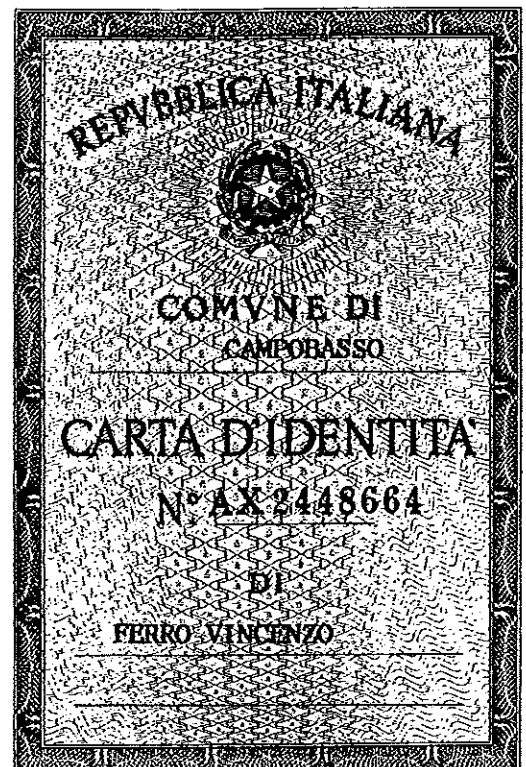 REPVBBLICA ITALIANA
COMVNE DI
CAMPOBASSO
CARTA D'IDENTITA'
N° AX 2448664
DI
FERRO VINCENZO